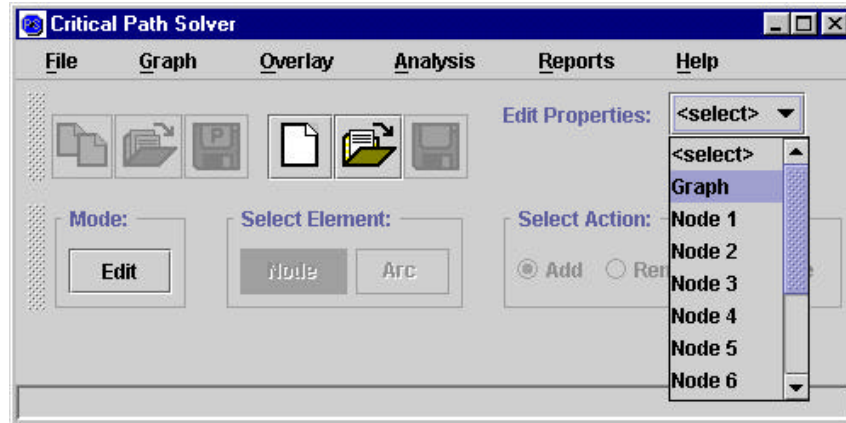 PS Critical Path Solver
File Graph Overlay Analysis Reports Help
P Edit Properties: <select>
<select>
Graph
Mode: Select Element: Select Action: Node 1
Node 2
Edit Node Arc Add Node 3
Node 4
Node 5
Node 6